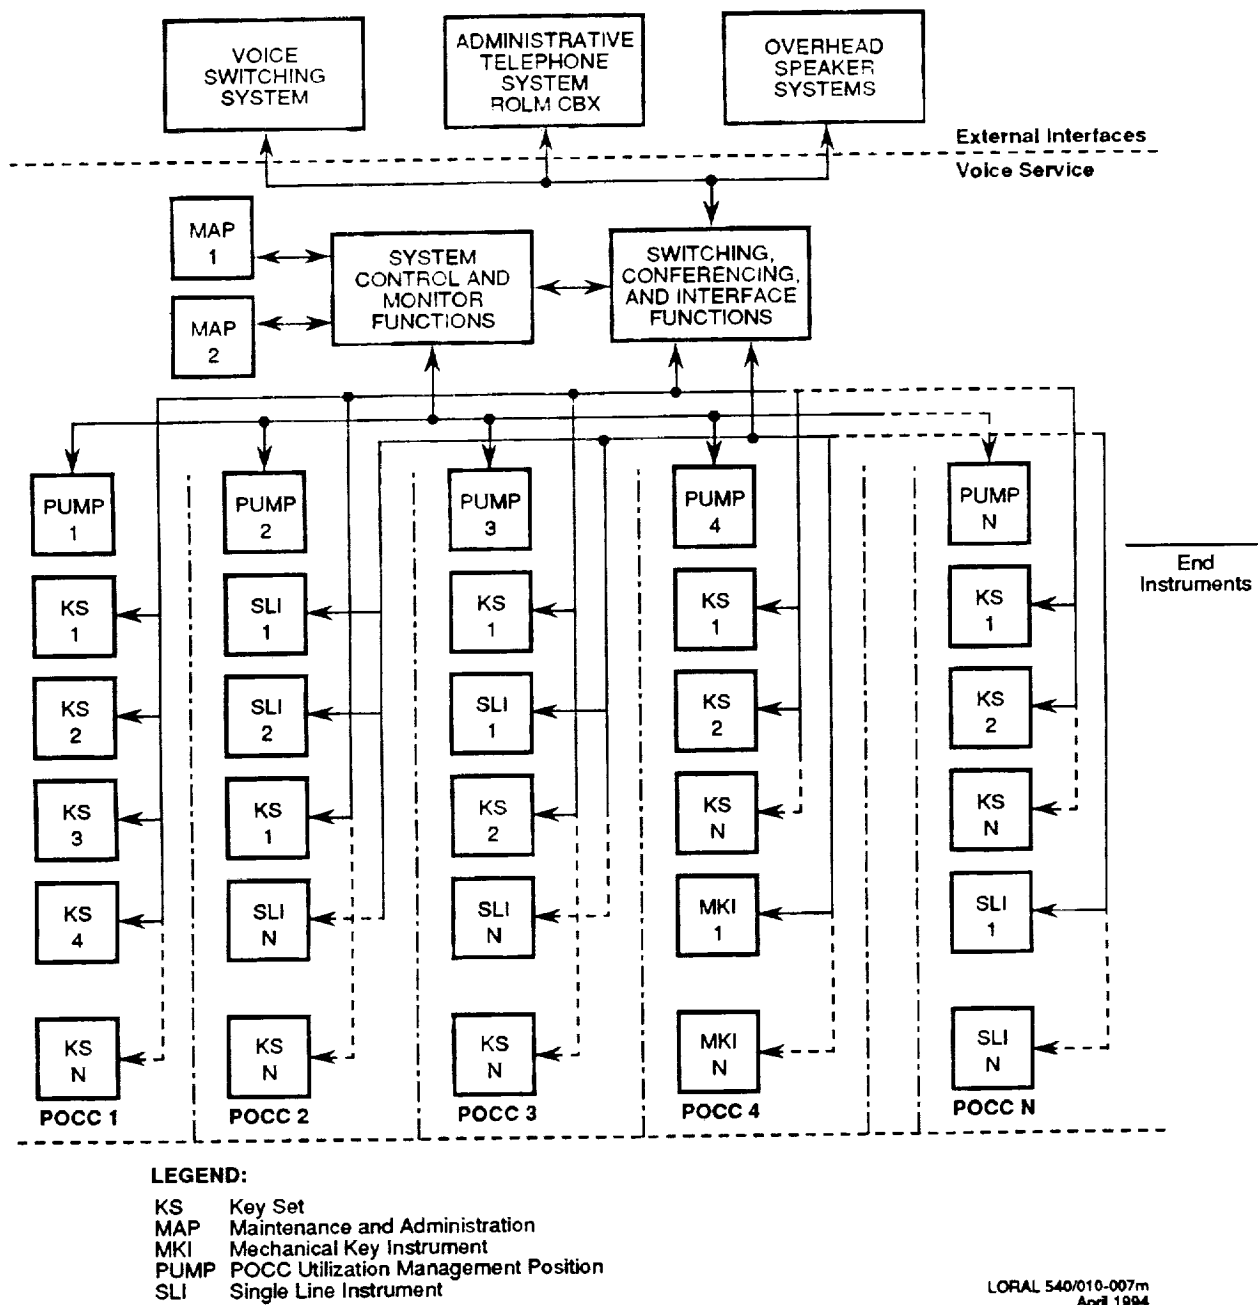 VOICE
SWITCHING
SYSTEM
ADMINISTRATIVE
TELEPHONE
SYSTEM
ROLM CBX
OVERHEAD
SPEAKER
SYSTEMS
External Interfaces
Voice Service
MAP
1
MAP
2
SYSTEM
CONTROL AND
MONITOR
FUNCTIONS
SWITCHING,
CONFERENCING,
AND INTERFACE
FUNCTIONS
PUMP
1
KS
1
KS
2
KS
3
KS
4
KS
N
POCC 1
PUMP
2
SLI
1
SLI
2
KS
1
SLI
N
KS
N
POCC 2
PUMP
3
KS
1
SLI
1
KS
2
SLI
N
KS
N
POCC 3
PUMP
4
KS
1
KS
2
KS
N
MKI
1
MKI
N
POCC 4
PUMP
N
KS
1
KS
2
KS
N
SLI
1
SLI
N
POCC N
End
Instruments
LEGEND:
KS Key Set
MAP Maintenance and Administration
MKI Mechanical Key Instrument
PUMP POCC Utilization Management Position
SLI Single Line Instrument
LORAL 540/010-007m
April 1994